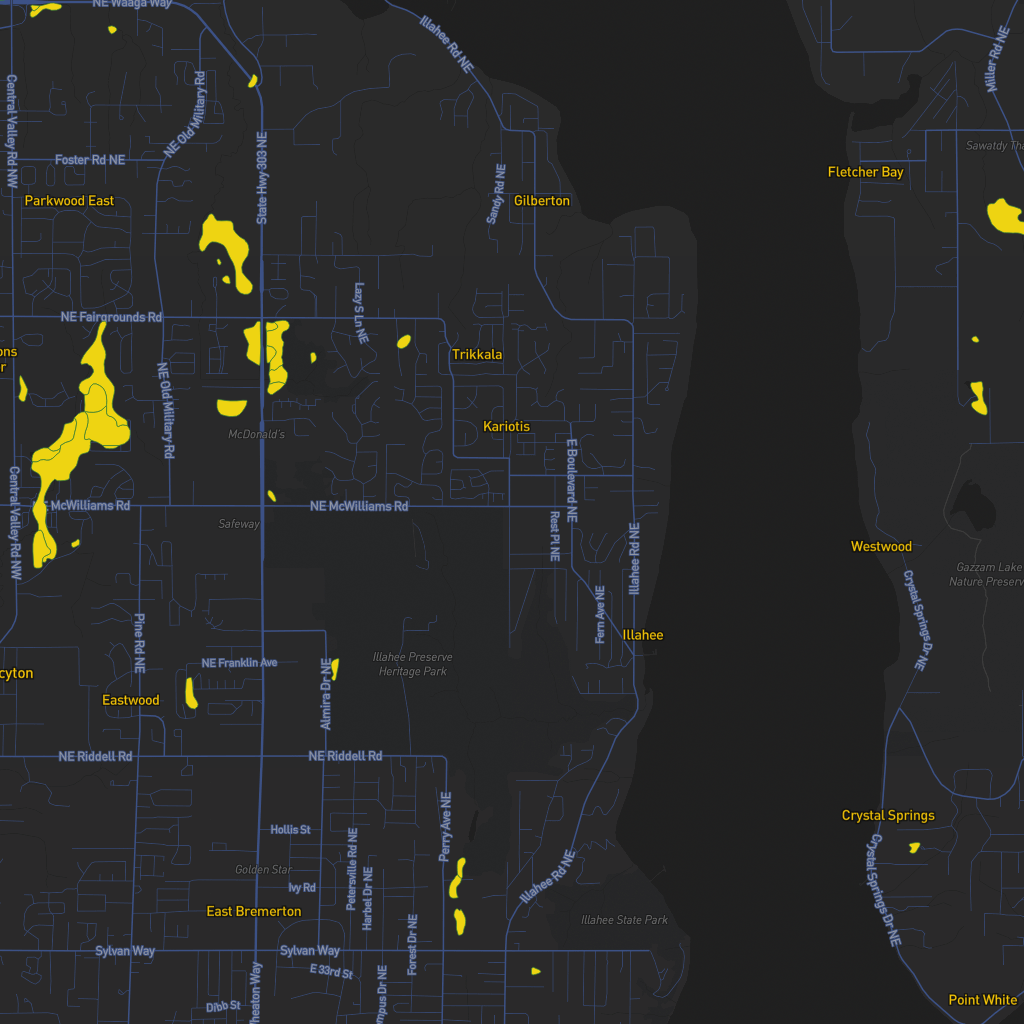 NE Waaga Way
Illahee Rd NE
Miller Rd NE
Central Valley Rd NW
NE Old Military Rd
State Hwy 303 NE
Foster Rd NE
Sawatdy Tha
Fletcher Bay
Parkwood East
Sandy Rd NE
Gilberton
Lazy S Ln NE
NE Fairgrounds Rd
Trikkala
NE Old Military Rd
Kariotis
McDonald's
E Boulevard NE
Central Valley Rd NW
NE McWilliams Rd
NE McWilliams Rd
Safeway
Rest Pl NE
Illahee Rd NE
Westwood
Gazzam Lake
Nature Preserve
Crystal Springs Dr NE
Fern Ave NE
Pine Rd NE
Illahee
NE Franklin Ave
Illahee Preserve
Heritage Park
Almira Dr NE
Eastwood
NE Riddell Rd
NE Riddell Rd
Perry Ave NE
Hollis St
Crystal Springs
Petersville Rd NE
Golden Star
Harbel Dr NE
Ivy Rd
Illahee Rd NE
Crystal Springs Dr NE
East Bremerton
Illahee State Park
Forest Dr NE
Sylvan Way
Sylvan Way
E 33rd St
Dibb St
Point White